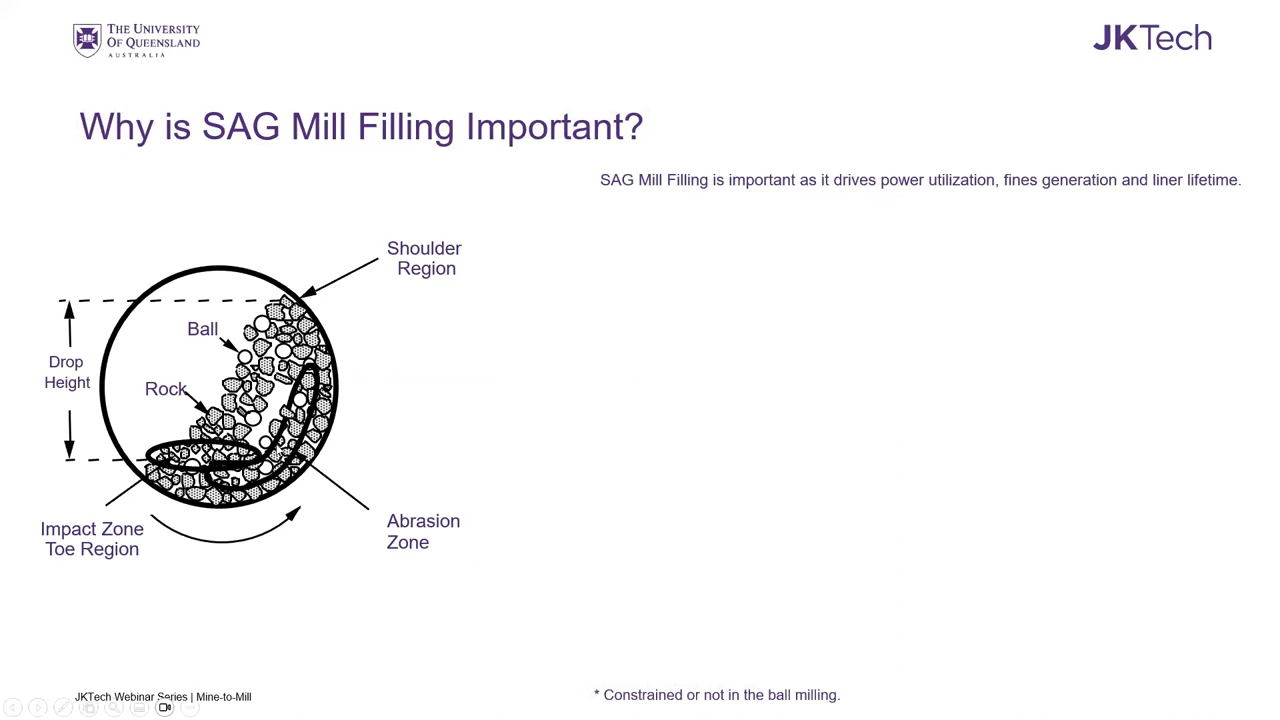 THE UNIVERSITY
OF QUEENSLAND
AUSTRALIA
JKTech
Why is SAG Mill Filling Important?
SAG Mill Filling is important as it drives power utilization, fines generation and liner lifetime.
Shoulder
Region
Ball
Drop
Height
Rock
Impact Zone
Toe Region
Abrasion
Zone
JKTech Webinar Series | Mine-to-Mill
* Constrained or not in the ball milling.